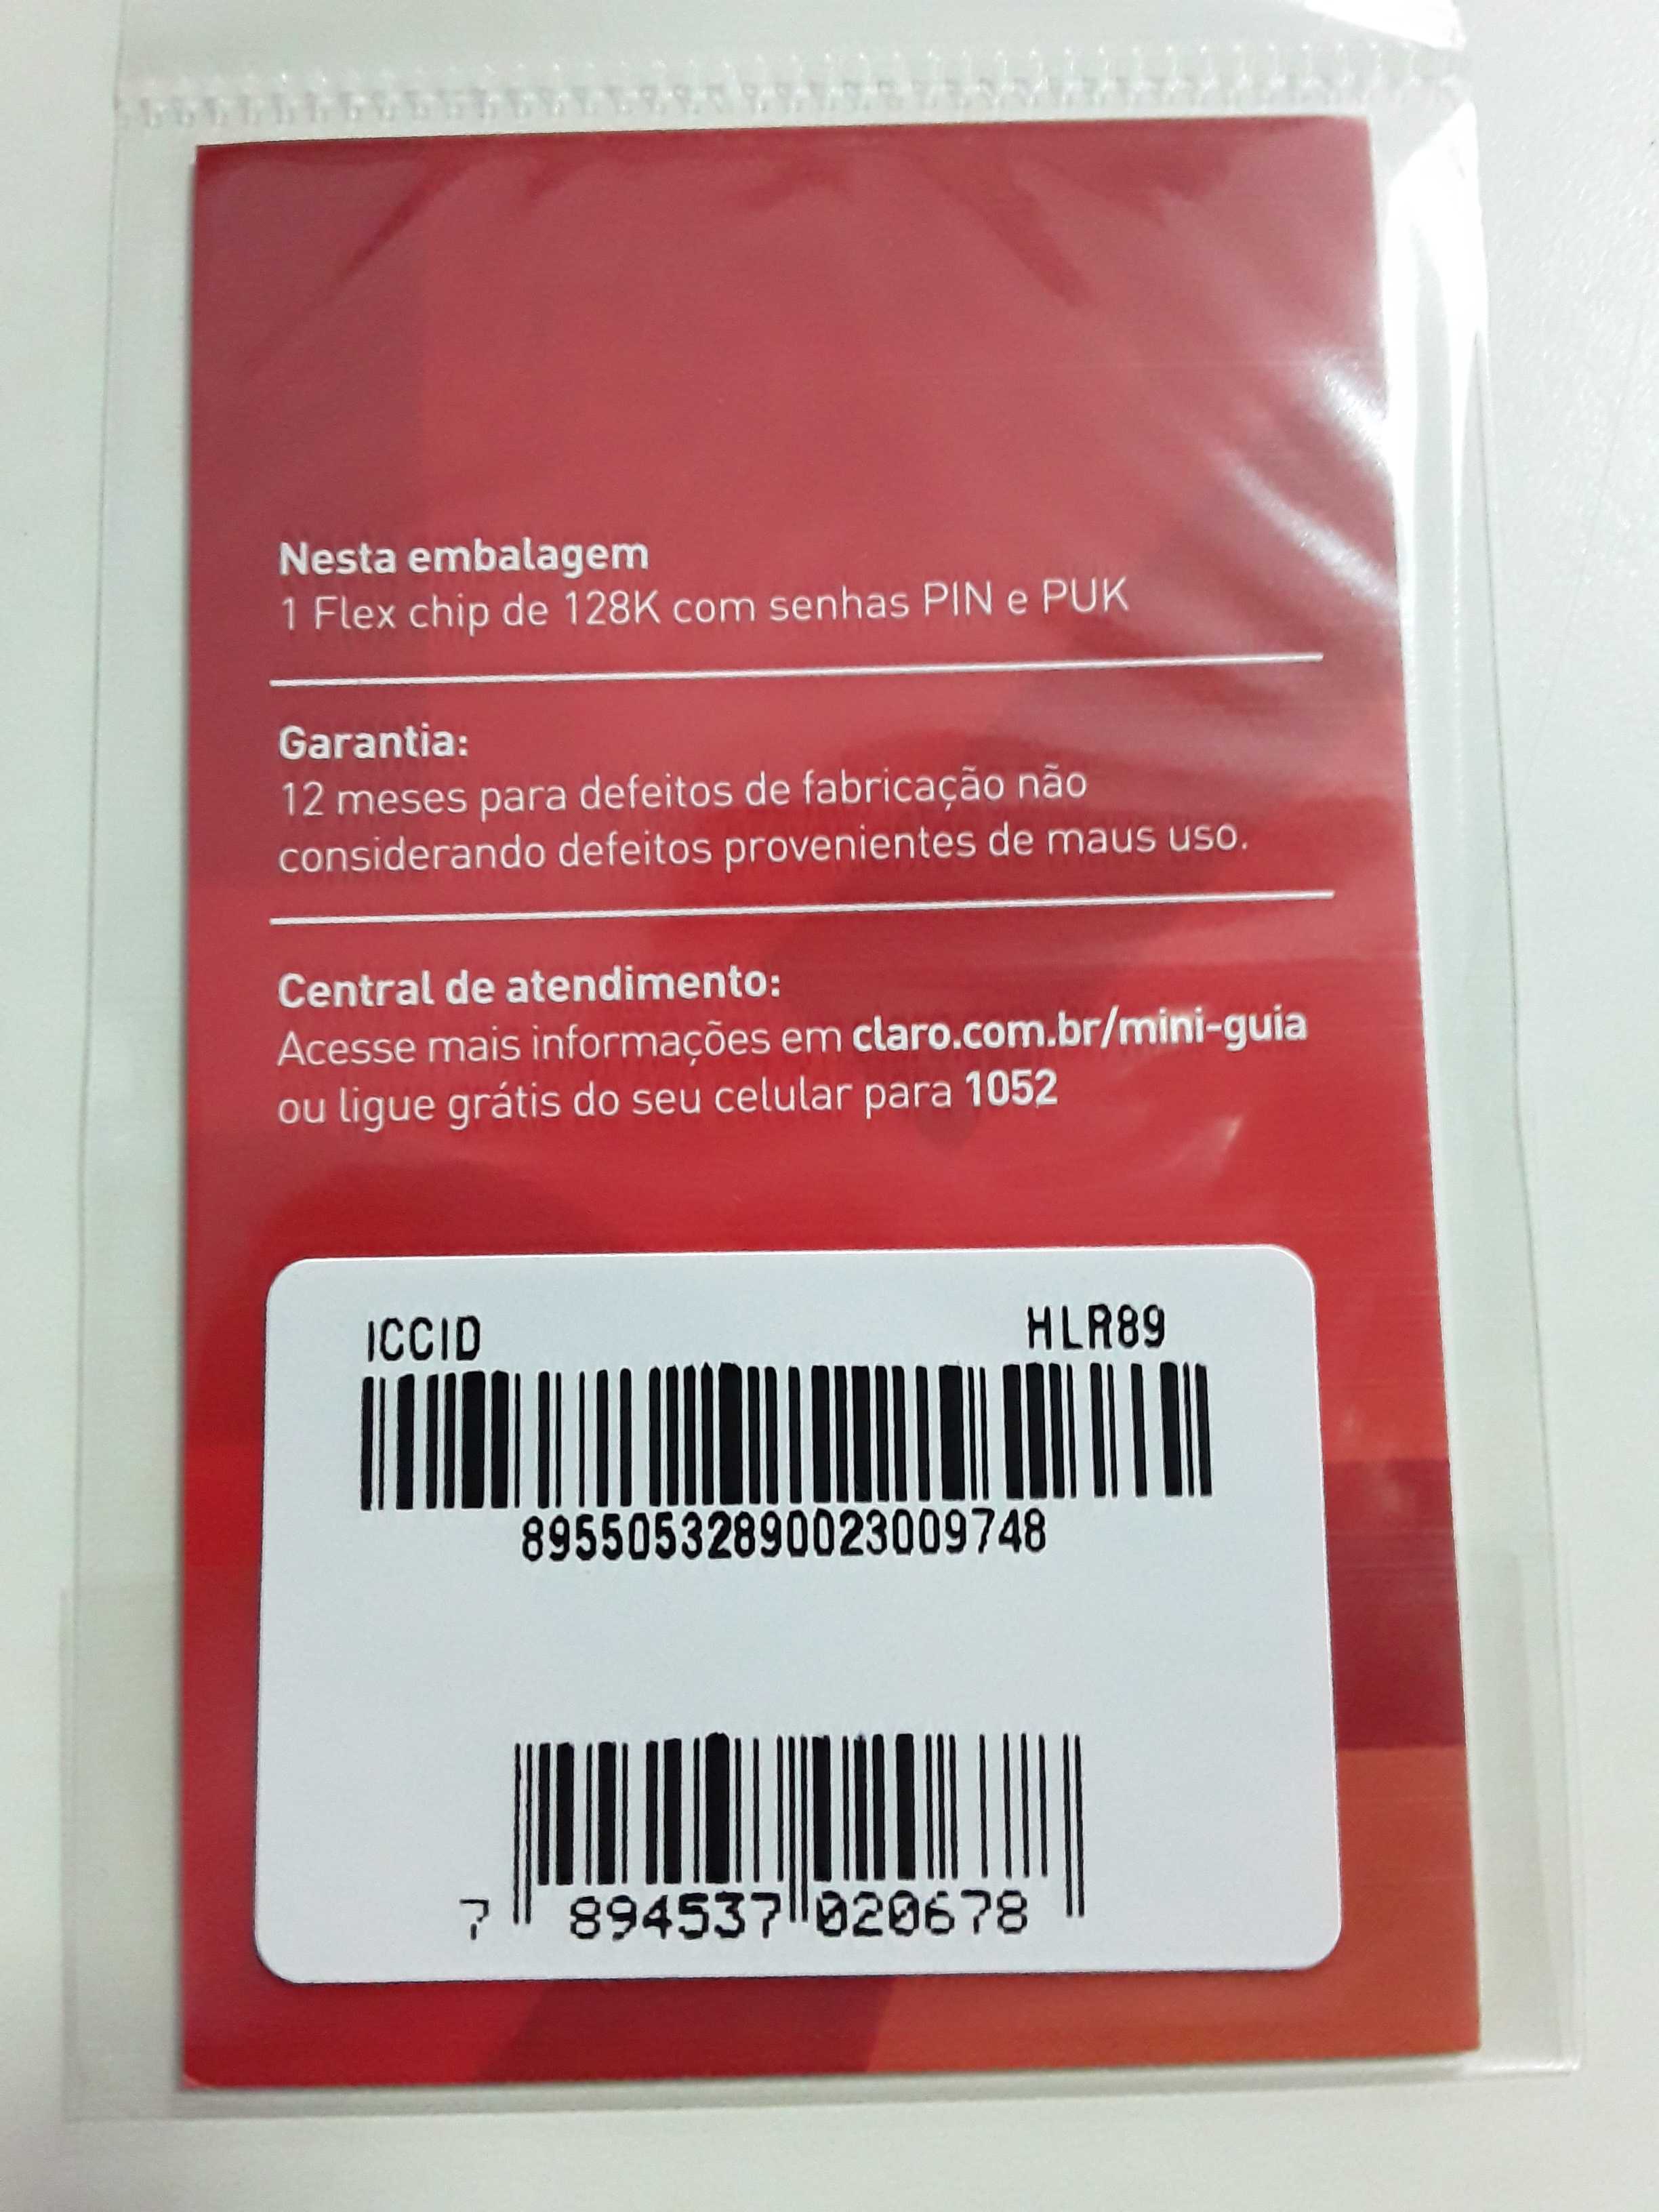 Nesta embalagem
1 Flex chip de 128K com senhas PIN e PUK
Garantia:
12 meses para defeitos de fabricação não
considerando defeitos provenientes de maus uso.
Central de atendimento:
Acesse mais informações em claro.com.br/mini-guia
ou ligue grátis do seu celular para 1052
ICCID HLR89
89550532890023009748
7 894537 020678